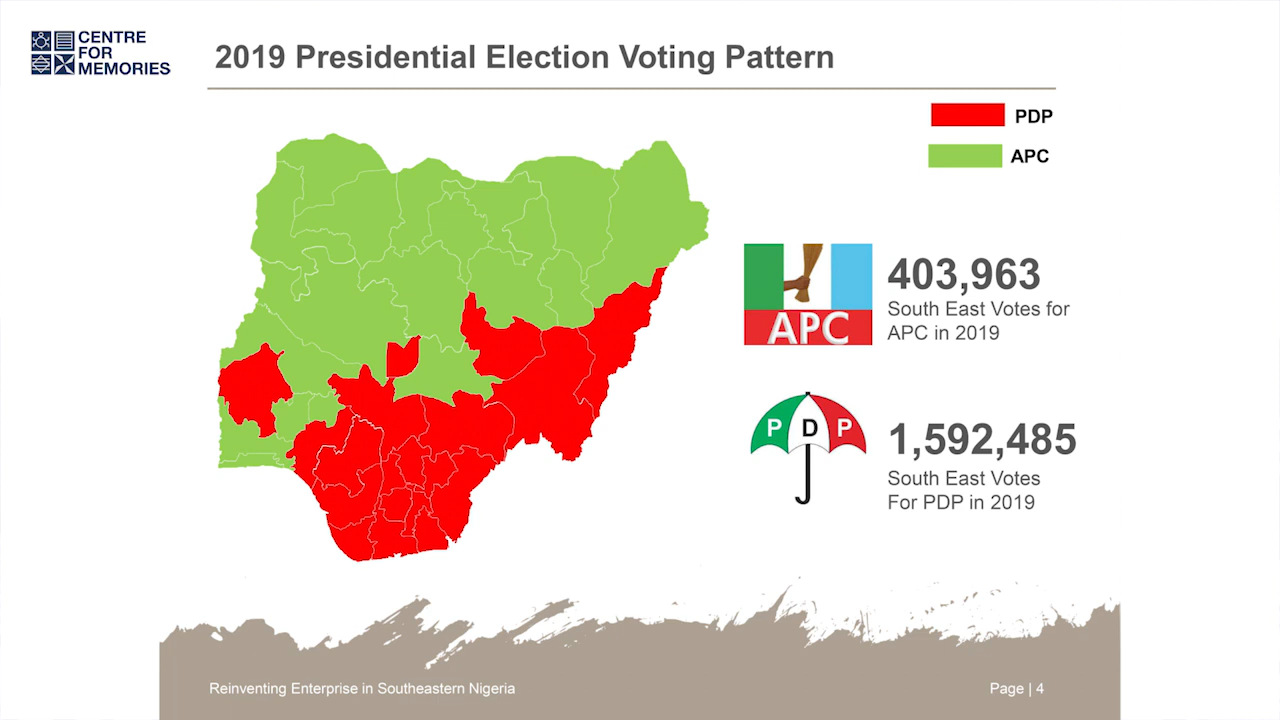 CENTRE
FOR
MEMORIES
2019 Presidential Election Voting Pattern
PDP
APC
APC
403,963
South East Votes for
APC in 2019
P D P
1,592,485
South East Votes
For PDP in 2019
Reinventing Enterprise in Southeastern Nigeria
Page | 4